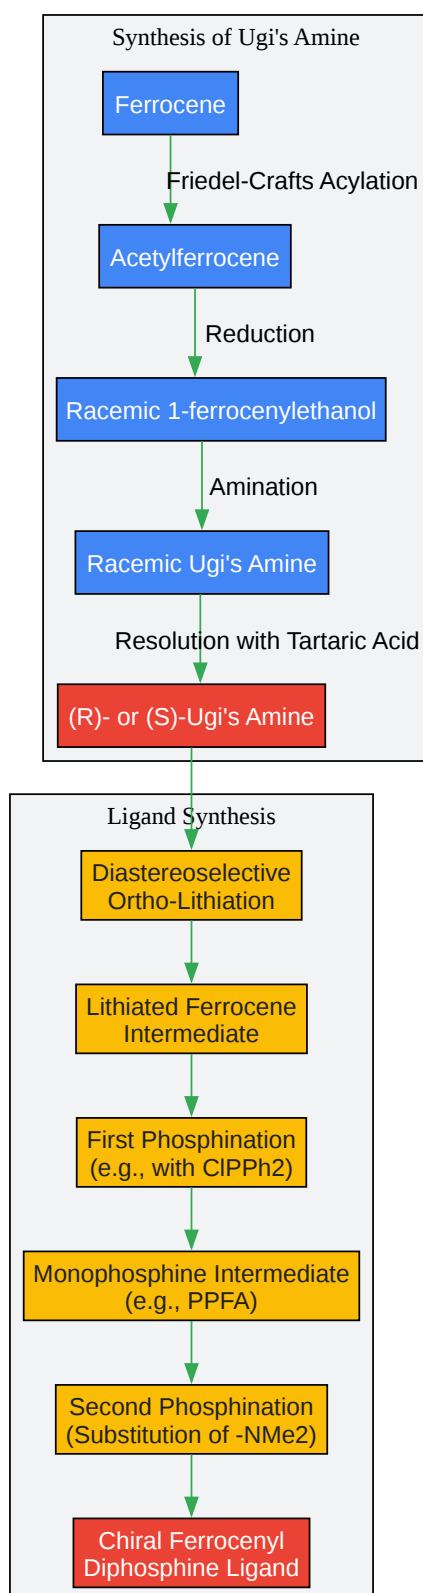 Synthesis of Ugi's Amine
Ferrocene
Friedel-Crafts Acylation
Acetylferrocene
Reduction
Racemic 1-ferrocenylethanol
Amination
Racemic Ugi's Amine
Resolution with Tartaric Acid
(R)- or (S)-Ugi's Amine
Ligand Synthesis
Diastereoselective
Ortho-Lithiation
Lithiated Ferrocene
Intermediate
First Phosphination
(e.g., with ClPPh2)
Monophosphine Intermediate
(e.g., PPFA)
Second Phosphination
(Substitution of -NMe2)
Chiral Ferrocenyl
Diphosphine Ligand